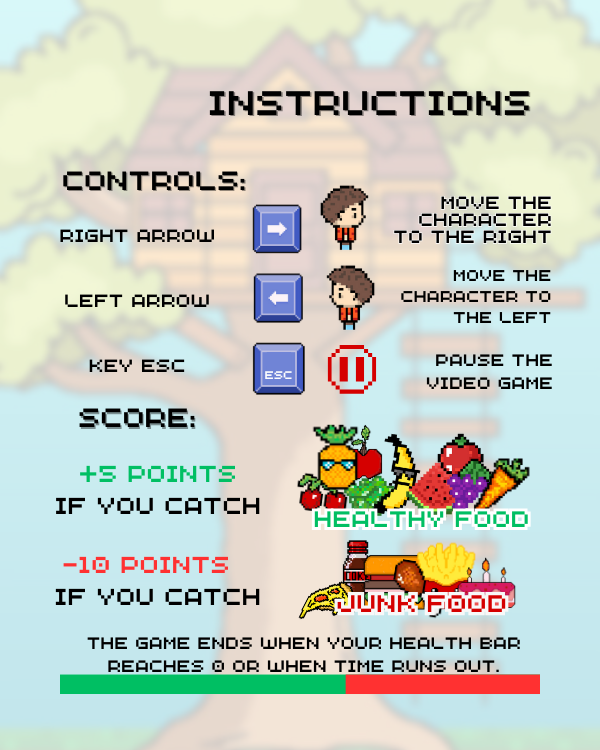 INSTRUCTIONS
CONTROLS:
RIGHT ARROW
MOVE THE
CHARACTER
TO THE RIGHT
LEFT ARROW
MOVE THE
CHARACTER TO
THE LEFT
KEY ESC
ESC
PAUSE THE
VIDEO GAME
SCORE:
+5 POINTS
IF YOU CATCH
HEALTHY FOOD
-10 POINTS
IF YOU CATCH
JUNK FOOD
THE GAME ENDS WHEN YOUR HEALTH BAR
REACHES 0 OR WHEN TIME RUNS OUT.